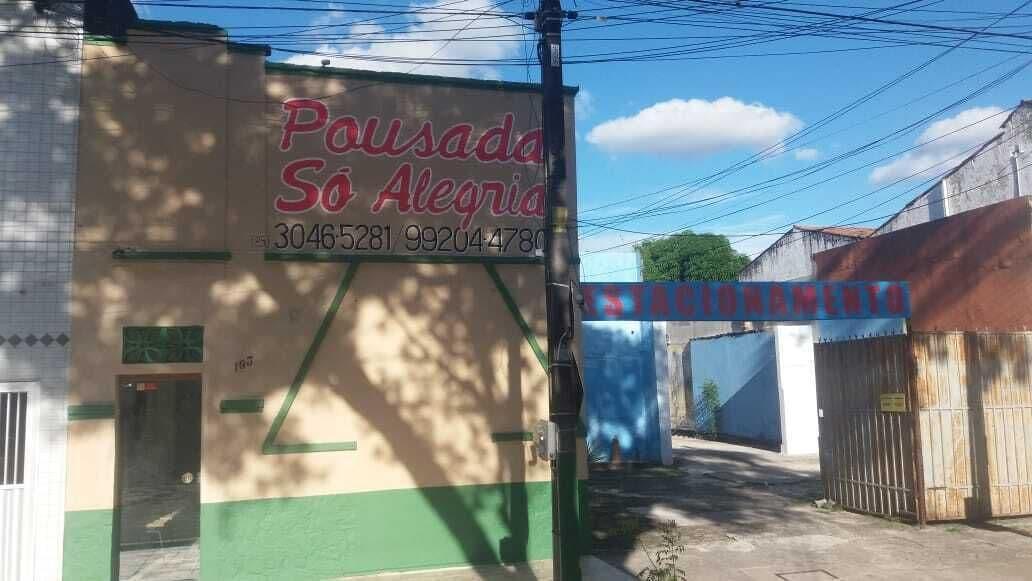 Pousada
Só Alegria
3046-5281/99204-4780
193
ESTACIONAMENTO